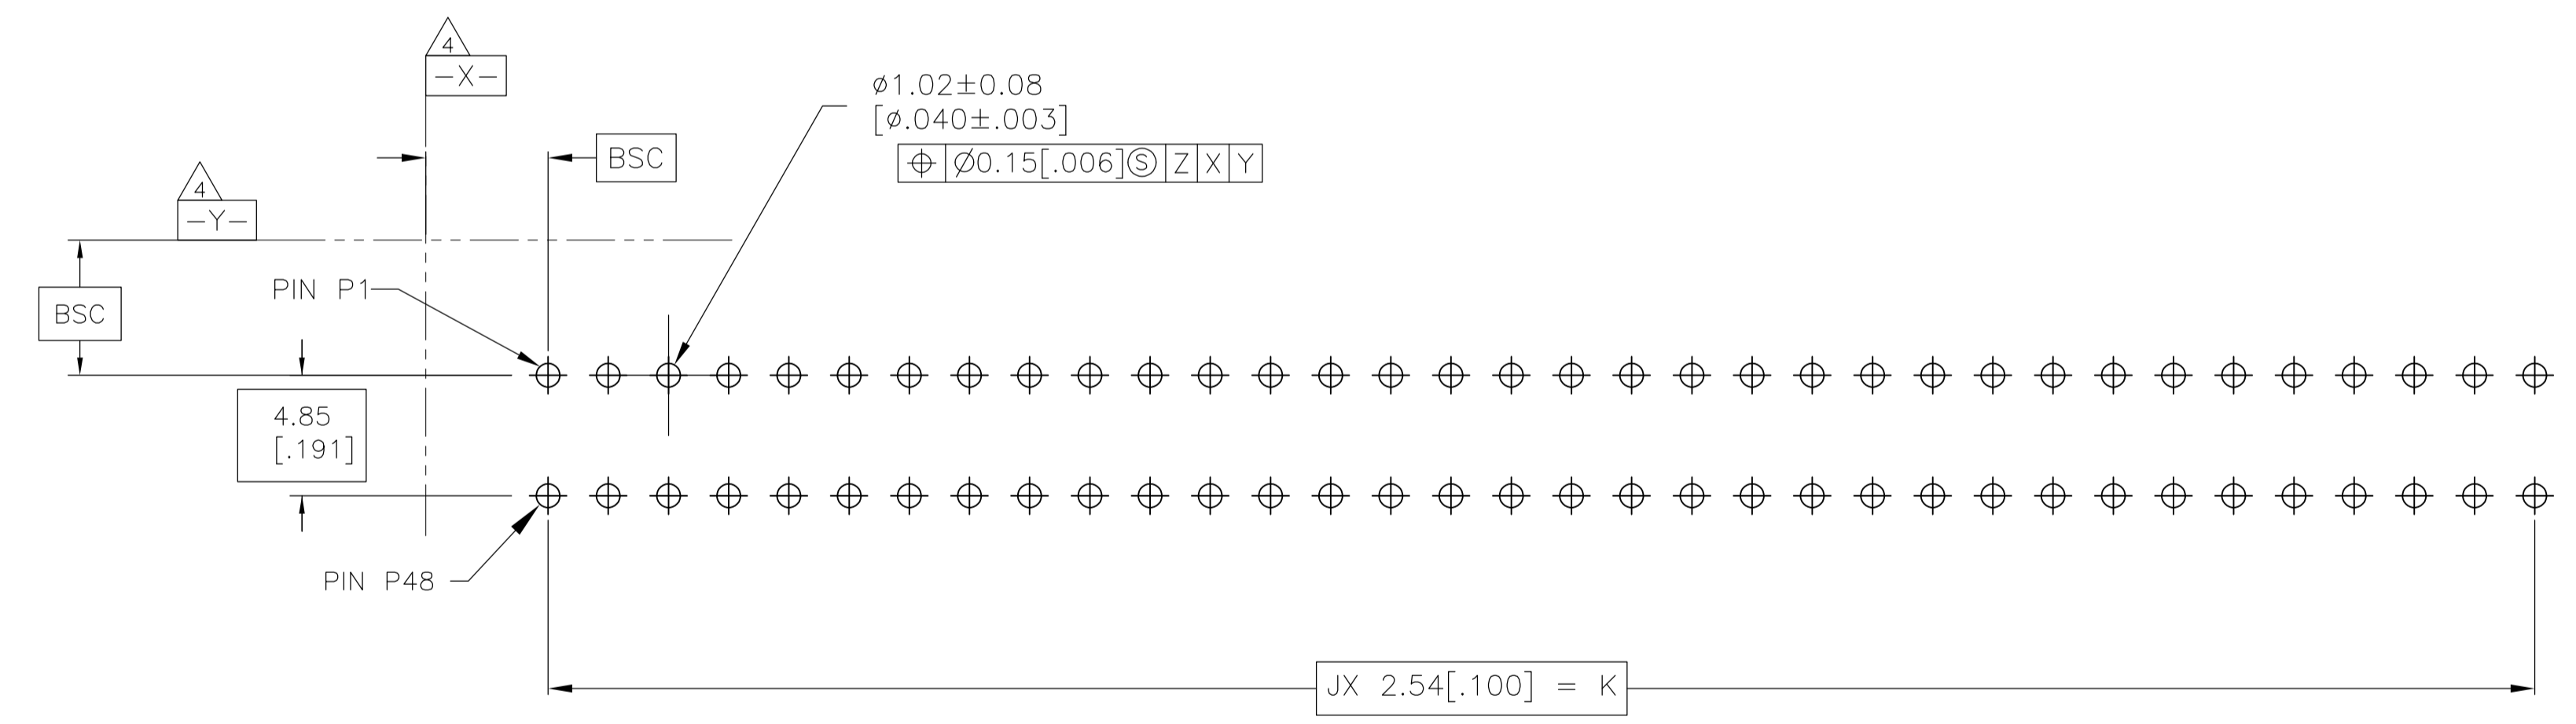 4
-X-
ø1.02±0.08
[ø.040±.003]
⌖ Ø0.15[.006]Ⓢ Z X Y
BSC
4
-Y-
PIN P1
BSC
4.85
[.191]
PIN P48
JX 2.54[.100] = K